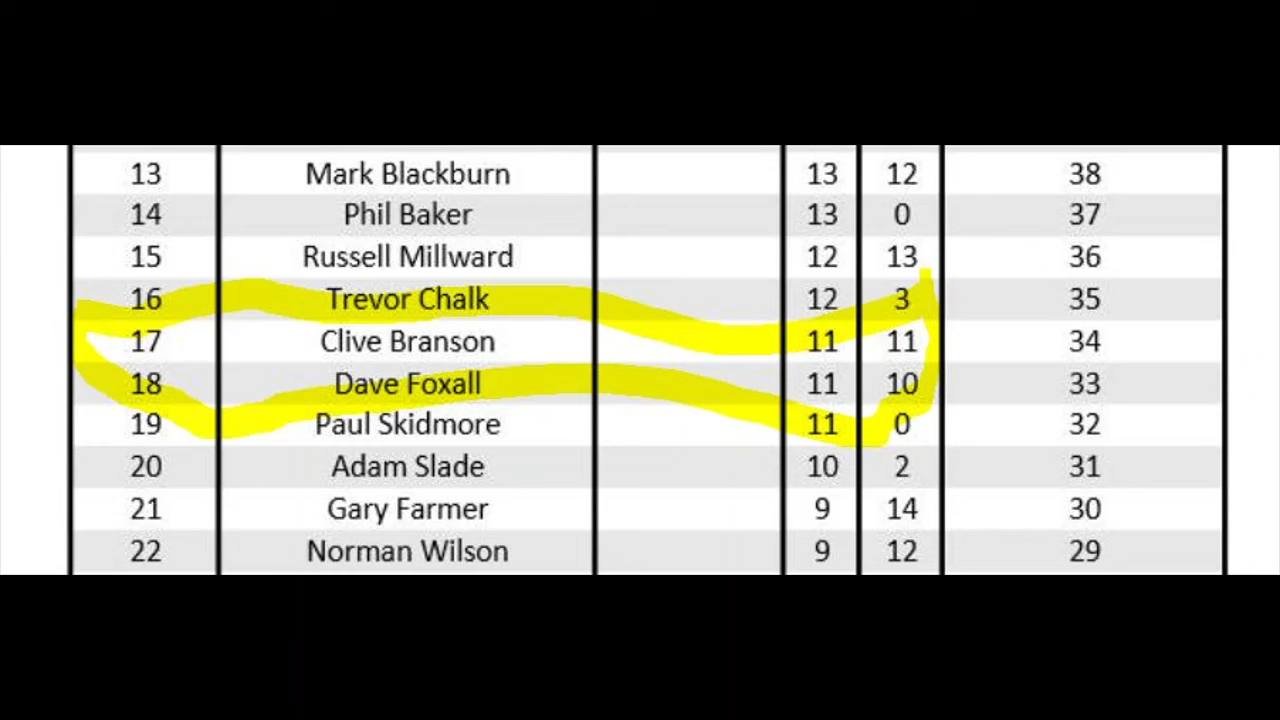 13 Mark Blackburn 13 12 38
14 Phil Baker 13 0 37
15 Russell Millward 12 13 36
16 Trevor Chalk 12 3 35
17 Clive Branson 11 11 34
18 Dave Foxall 11 10 33
19 Paul Skidmore 11 0 32
20 Adam Slade 10 2 31
21 Gary Farmer 9 14 30
22 Norman Wilson 9 12 29